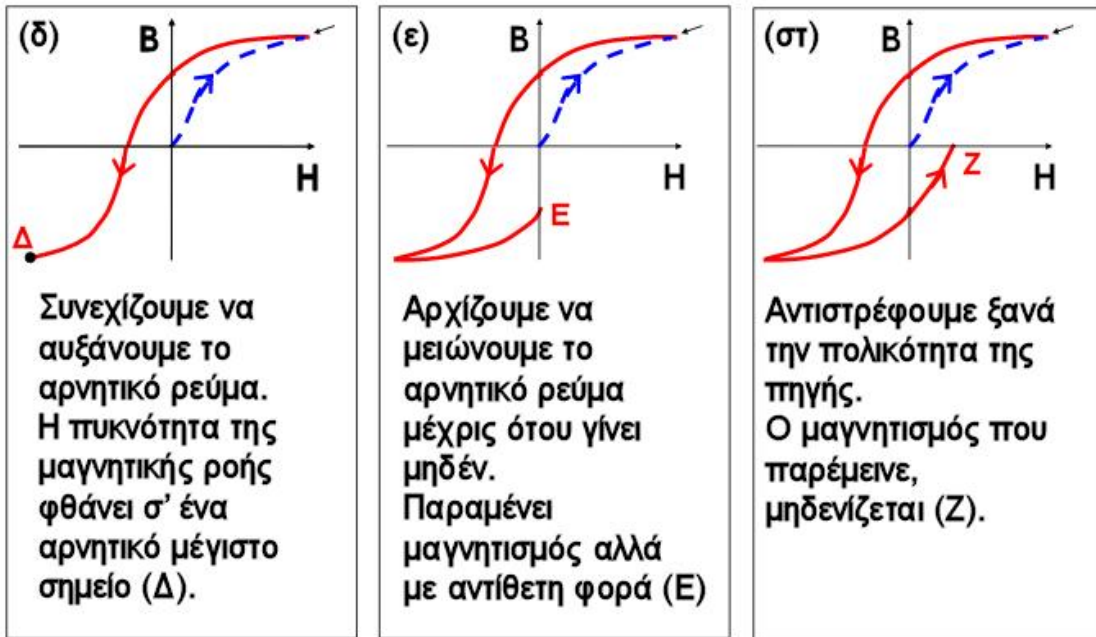 (δ)
B
H
Δ
Συνεχίζουμε να
αυξάνουμε το
αρνητικό ρεύμα.
Η πυκνότητα της
μαγνητικής ροής
φθάνει σ' ένα
αρνητικό μέγιστο
σημείο (Δ).
(ε)
B
H
E
Αρχίζουμε να
μειώνουμε το
αρνητικό ρεύμα
μέχρις ότου γίνει
μηδέν.
Παραμένει
μαγνητισμός αλλά
με αντίθετη φορά (Ε)
(στ)
B
H
Z
Αντιστρέφουμε ξανά
την πολικότητα της
πηγής.
Ο μαγνητισμός που
παρέμεινε,
μηδενίζεται (Ζ).